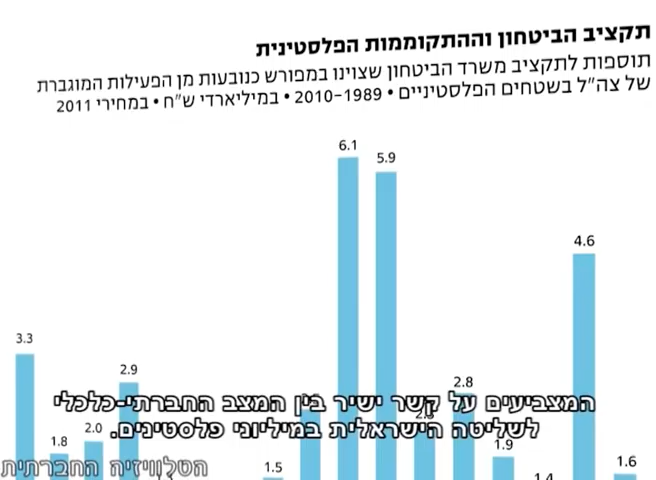 תקציב הביטחון וההתקוממות הפלסטינית
תוספות לתקציב משרד הביטחון שצוינו במפורש כנובעות מן הפעילות המוגברת
של צה״ל בשטחים הפלסטיניים • 1989–2010 • במיליארדי ש״ח • במחירי 2011
6.1
5.9
4.6
3.3
2.9
2.8
2.0
1.8
1.9
1.5
1.4
1.6
המצביעים על קשר ישיר בין המצב החברתי-כלכלי
לשליטה הישראלית במיליוני פלסטינים.
הטלוויזיה החברתית